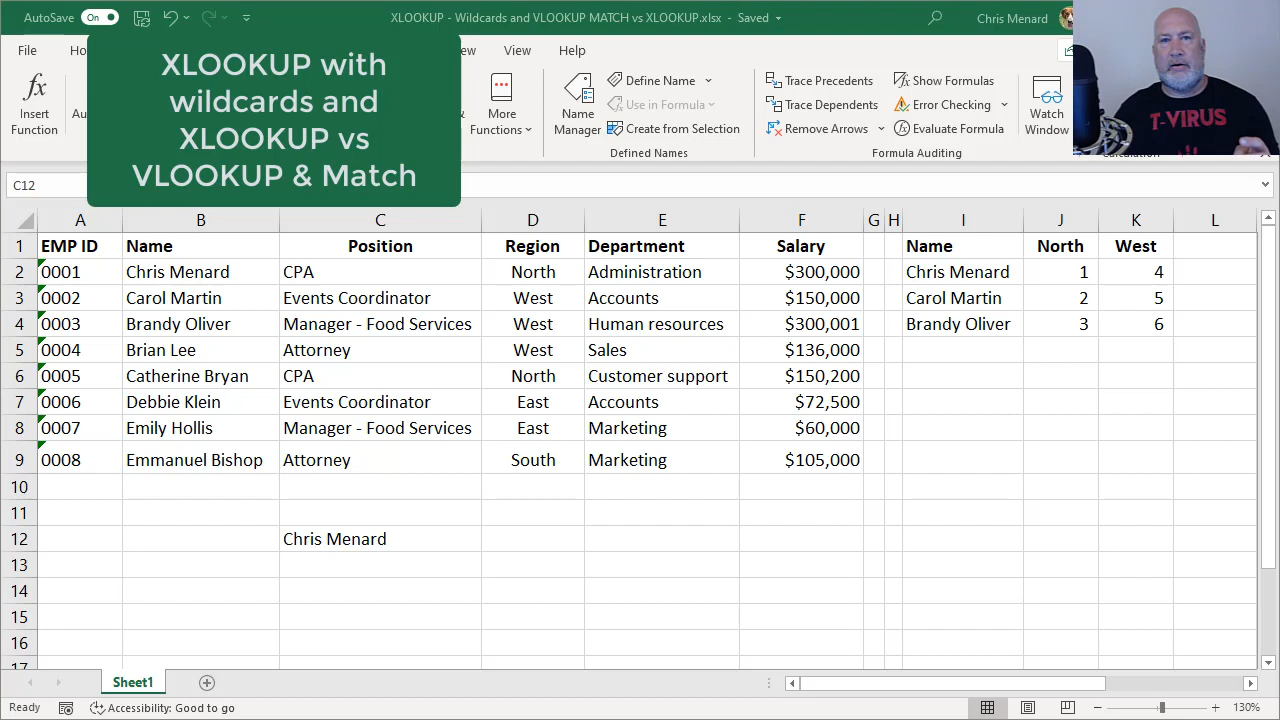 AutoSave On XLOOKUP - Wildcards and VLOOKUP MATCH vs XLOOKUP.xlsx - Saved Chris Menard
File View Help
XLOOKUP with
wildcards and
XLOOKUP vs
VLOOKUP & Match
Insert
Function
More
Functions
Name
Manager
Define Name
Use in Formula
Create from Selection
Defined Names
Trace Precedents
Trace Dependents
Remove Arrows
Show Formulas
Error Checking
Evaluate Formula
Formula Auditing
Watch
Window
T-VIRUS
C12
A B C D E F G H I J K L
1 EMP ID Name Position Region Department Salary Name North West
2 0001 Chris Menard CPA North Administration $300,000 Chris Menard 1 4
3 0002 Carol Martin Events Coordinator West Accounts $150,000 Carol Martin 2 5
4 0003 Brandy Oliver Manager - Food Services West Human resources $300,001 Brandy Oliver 3 6
5 0004 Brian Lee Attorney West Sales $136,000
6 0005 Catherine Bryan CPA North Customer support $150,200
7 0006 Debbie Klein Events Coordinator East Accounts $72,500
8 0007 Emily Hollis Manager - Food Services East Marketing $60,000
9 0008 Emmanuel Bishop Attorney South Marketing $105,000
10
11
12 Chris Menard
13
14
15
16
17
Sheet1
Ready Accessibility: Good to go 130%